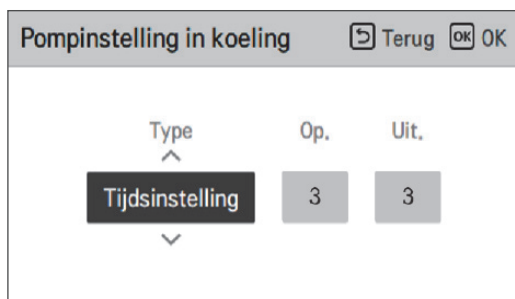 Pompinstelling in koeling Terug OK OK
Type Op. Uit.
Tijdsinstelling 3 3